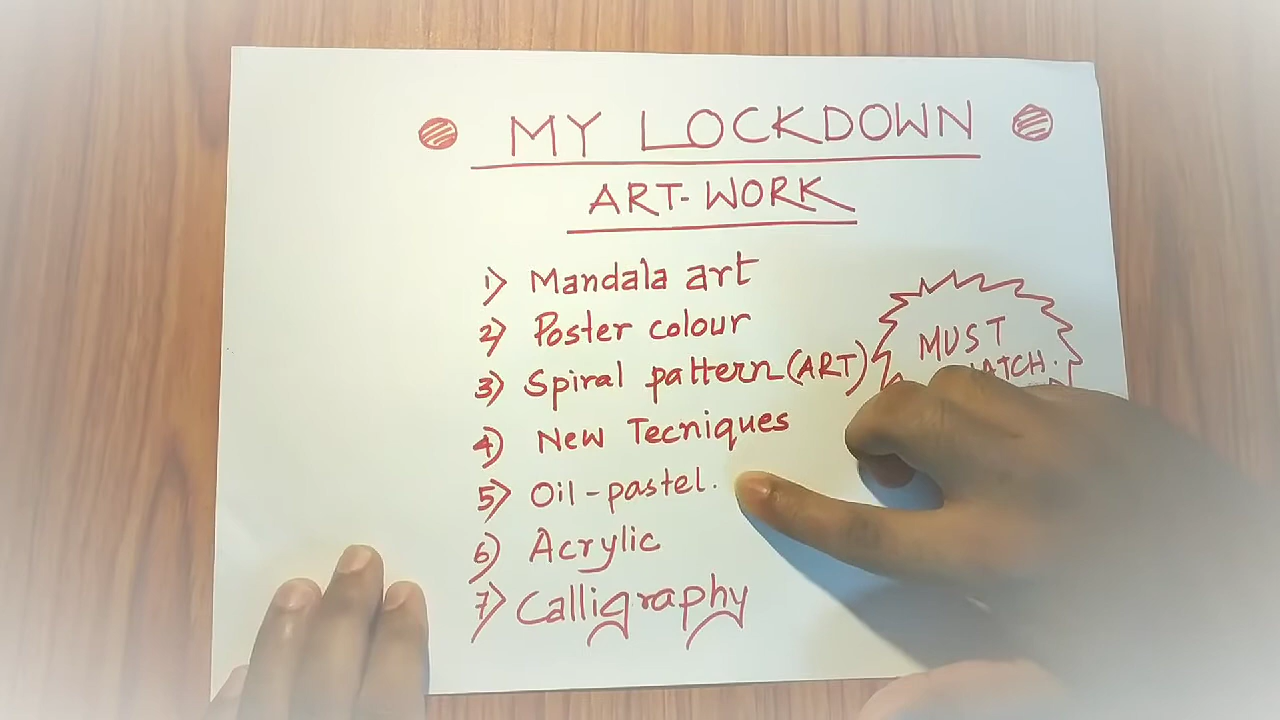 MY LOCKDOWN
ART-WORK
1) Mandala art
2) Poster colour
3) Spiral pattern (ART)
4) New Tecniques
5) Oil-pastel.
6) Acrylic
7) Calligraphy
MUST